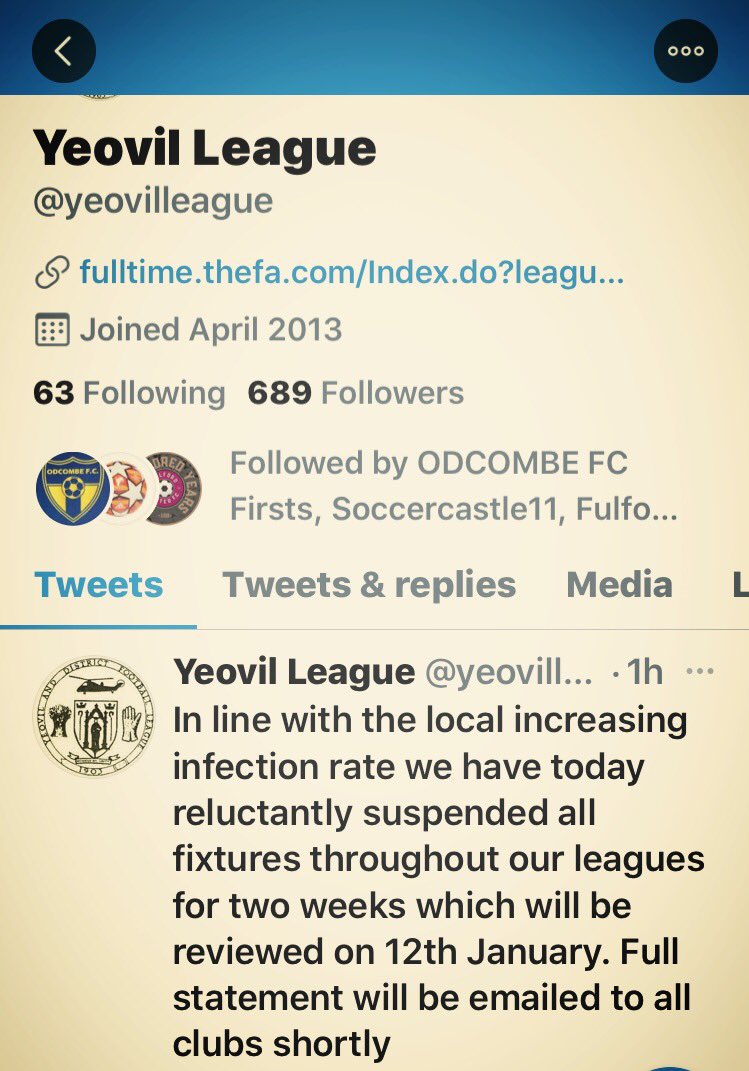 Yeovil League
@yeovilleague
fulltime.thefa.com/Index.do?leagu...
Joined April 2013
63 Following 689 Followers
ODCOMBE F.C.
Followed by ODCOMBE FC
Firsts, Soccercastle11, Fulfo...
Tweets Tweets & replies Media L
Yeovil League @yeovill... · 1h
YEOVIL AND DISTRICT FOOTBALL LEAGUE
1903
In line with the local increasing
infection rate we have today
reluctantly suspended all
fixtures throughout our leagues
for two weeks which will be
reviewed on 12th January. Full
statement will be emailed to all
clubs shortly